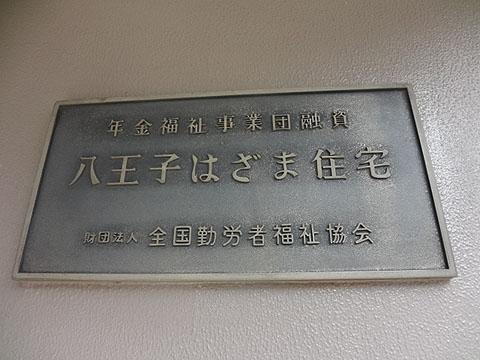 年金福祉事業団融資
八王子はざま住宅
財団法人 全国勤労者福祉協会